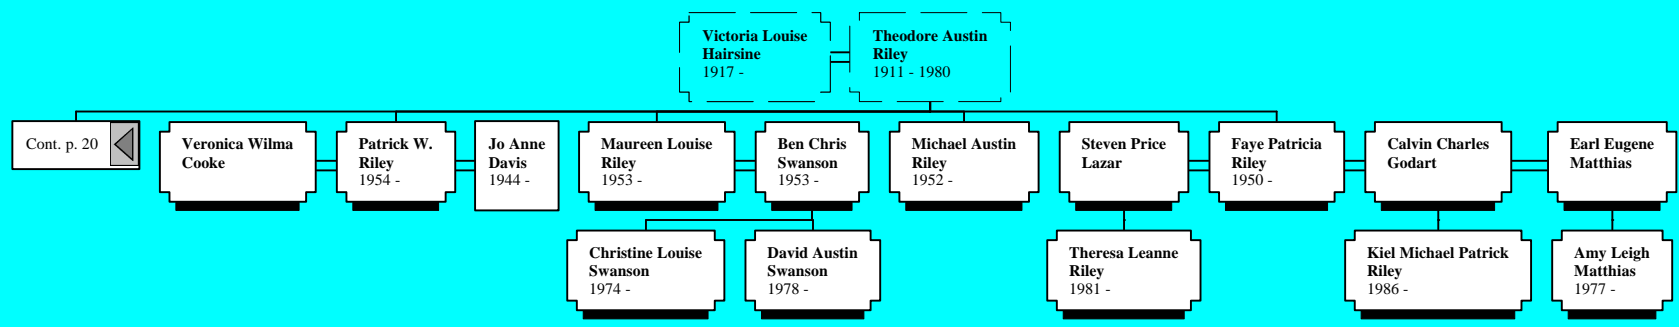 Victoria Louise
Hairsine
1917 -
Theodore Austin
Riley
1911 - 1980
Cont. p. 20
Veronica Wilma
Cooke
Patrick W.
Riley
1954 -
Jo Anne
Davis
1944 -
Maureen Louise
Riley
1953 -
Ben Chris
Swanson
1953 -
Michael Austin
Riley
1952 -
Steven Price
Lazar
Faye Patricia
Riley
1950 -
Calvin Charles
Godart
Earl Eugene
Matthias
Christine Louise
Swanson
1974 -
David Austin
Swanson
1978 -
Theresa Leanne
Riley
1981 -
Kiel Michael Patrick
Riley
1986 -
Amy Leigh
Matthias
1977 -